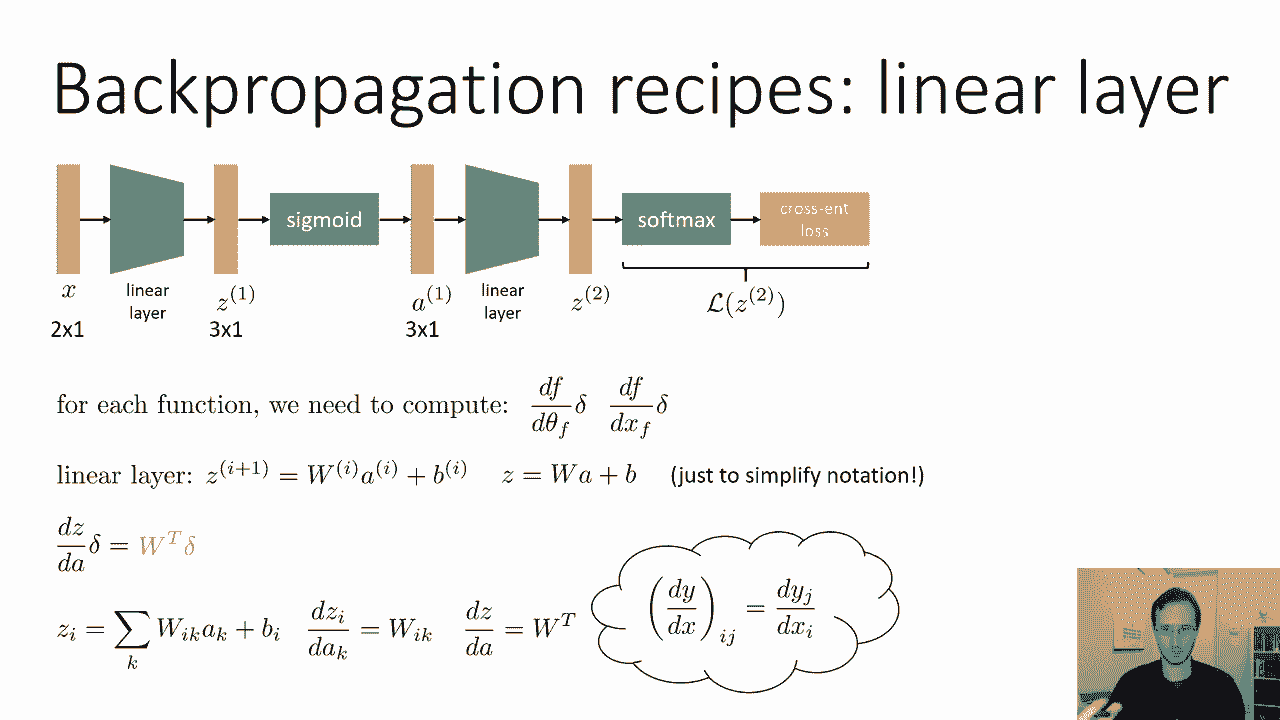 Backpropagation recipes: linear layer
sigmoid
softmax
cross-ent
loss
x
linear
layer
z^{(1)}
a^{(1)}
linear
layer
z^{(2)}
\mathcal{L}(z^{(2)})
2x1
3x1
3x1
for each function, we need to compute: \frac{df}{d\theta_f}\delta \frac{df}{dx_f}\delta
linear layer: z^{(i+1)} = W^{(i)}a^{(i)} + b^{(i)} z = Wa + b (just to simplify notation!)
\frac{dz}{da}\delta = W^T\delta
z_i = \sum_k W_{ik}a_k + b_i \frac{dz_i}{da_k} = W_{ik} \frac{dz}{da} = W^T
\left(\frac{dy}{dx}\right)_{ij} = \frac{dy_j}{dx_i}